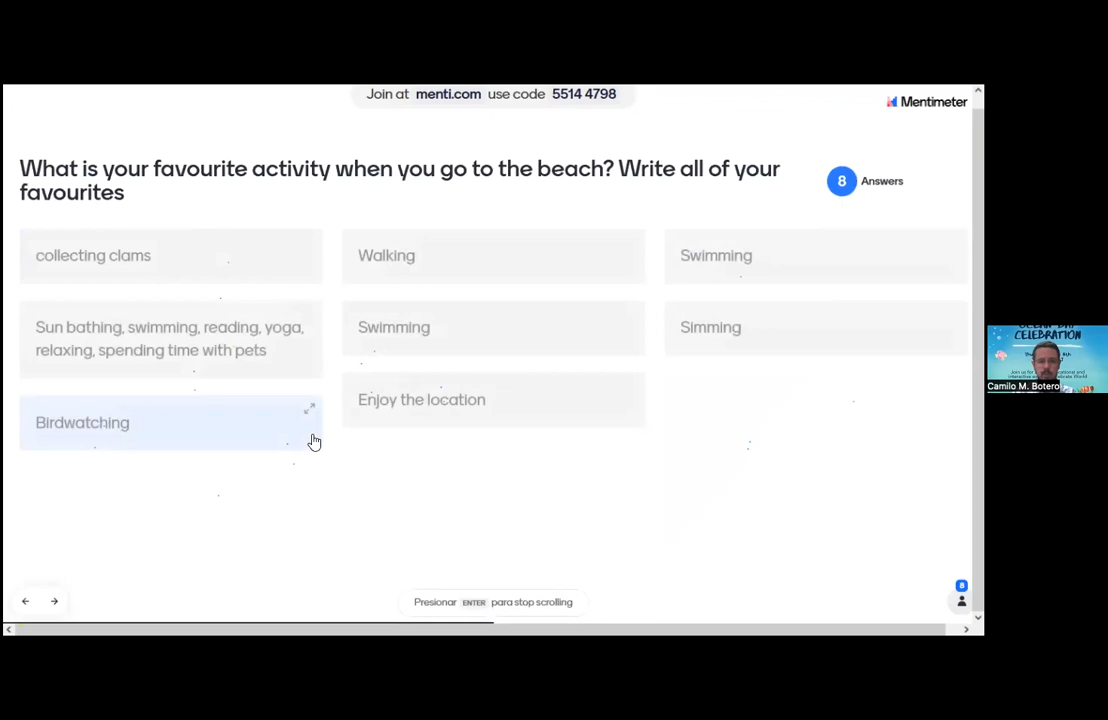 Join at menti.com use code 5514 4798
Mentimeter
What is your favourite activity when you go to the beach? Write all of your
favourites
8 Answers
collecting clams
Walking
Swimming
Sun bathing, swimming, reading, yoga,
relaxing, spending time with pets
Swimming
Simming
Birdwatching
Enjoy the location
CELEBRATION
Camilo M. Botero
8
Presionar ENTER para stop scrolling